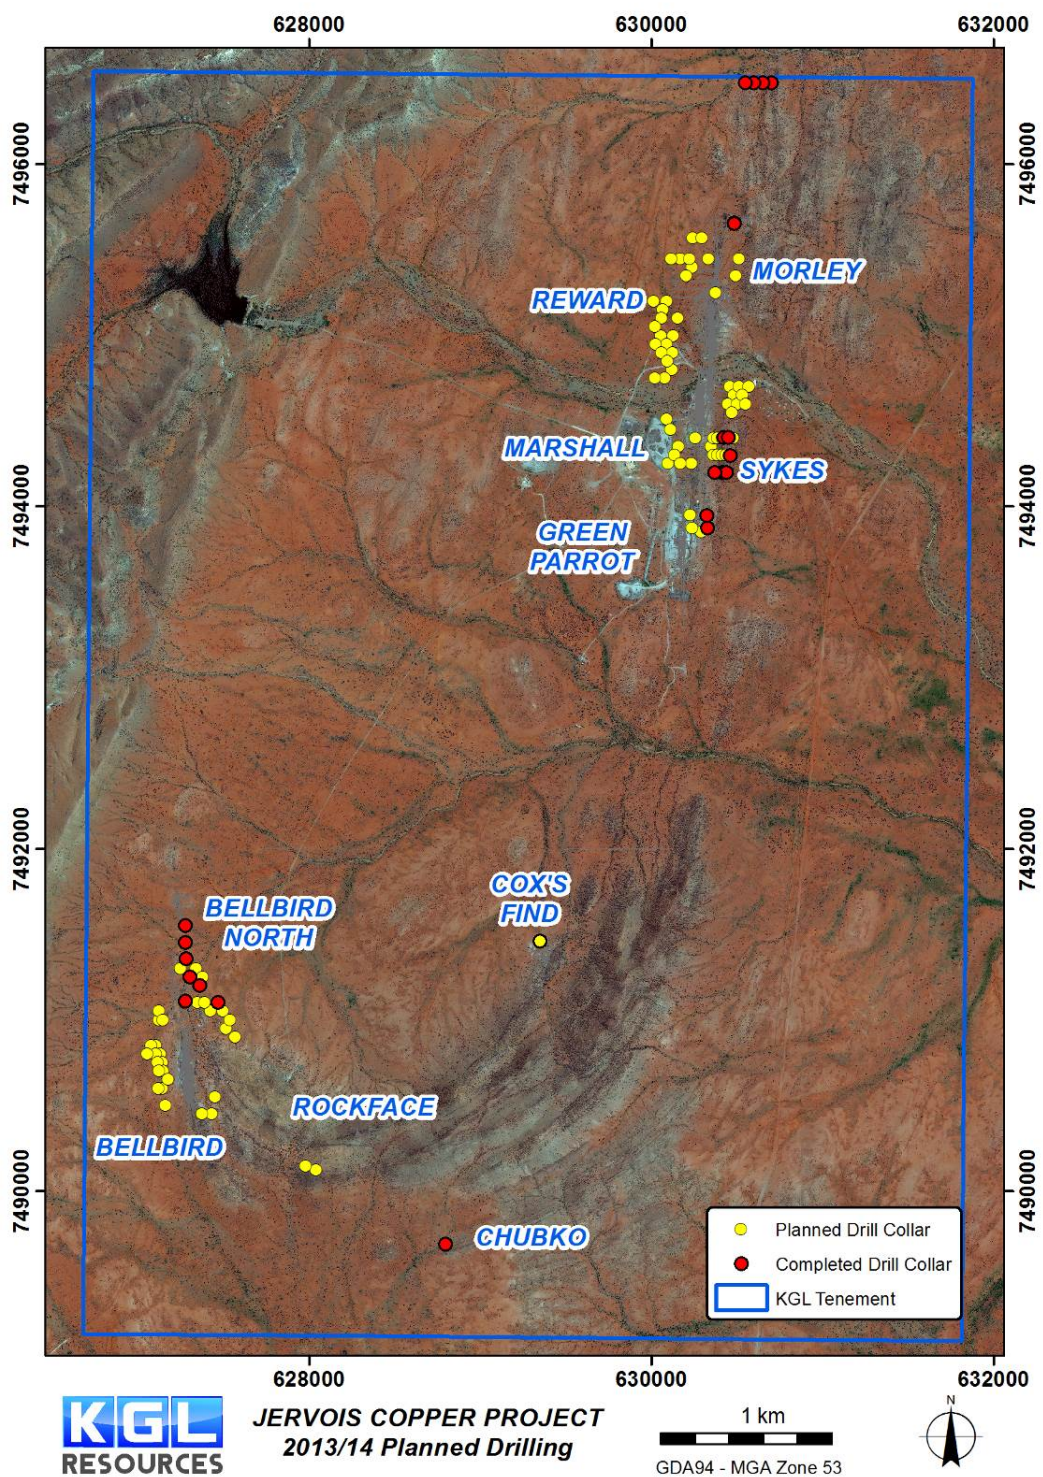 628000
630000
632000
7496000
7496000
MORLEY
REWARD
MARSHALL
SYKES
7494000
7494000
GREEN
PARROT
7492000
7492000
COX'S
FIND
BELLBIRD
NORTH
ROCKFACE
BELLBIRD
7490000
7490000
CHUBKO
Planned Drill Collar
Completed Drill Collar
KGL Tenement
628000
630000
632000
KGL
RESOURCES
JERVOIS COPPER PROJECT
2013/14 Planned Drilling
1 km
GDA94 - MGA Zone 53
N